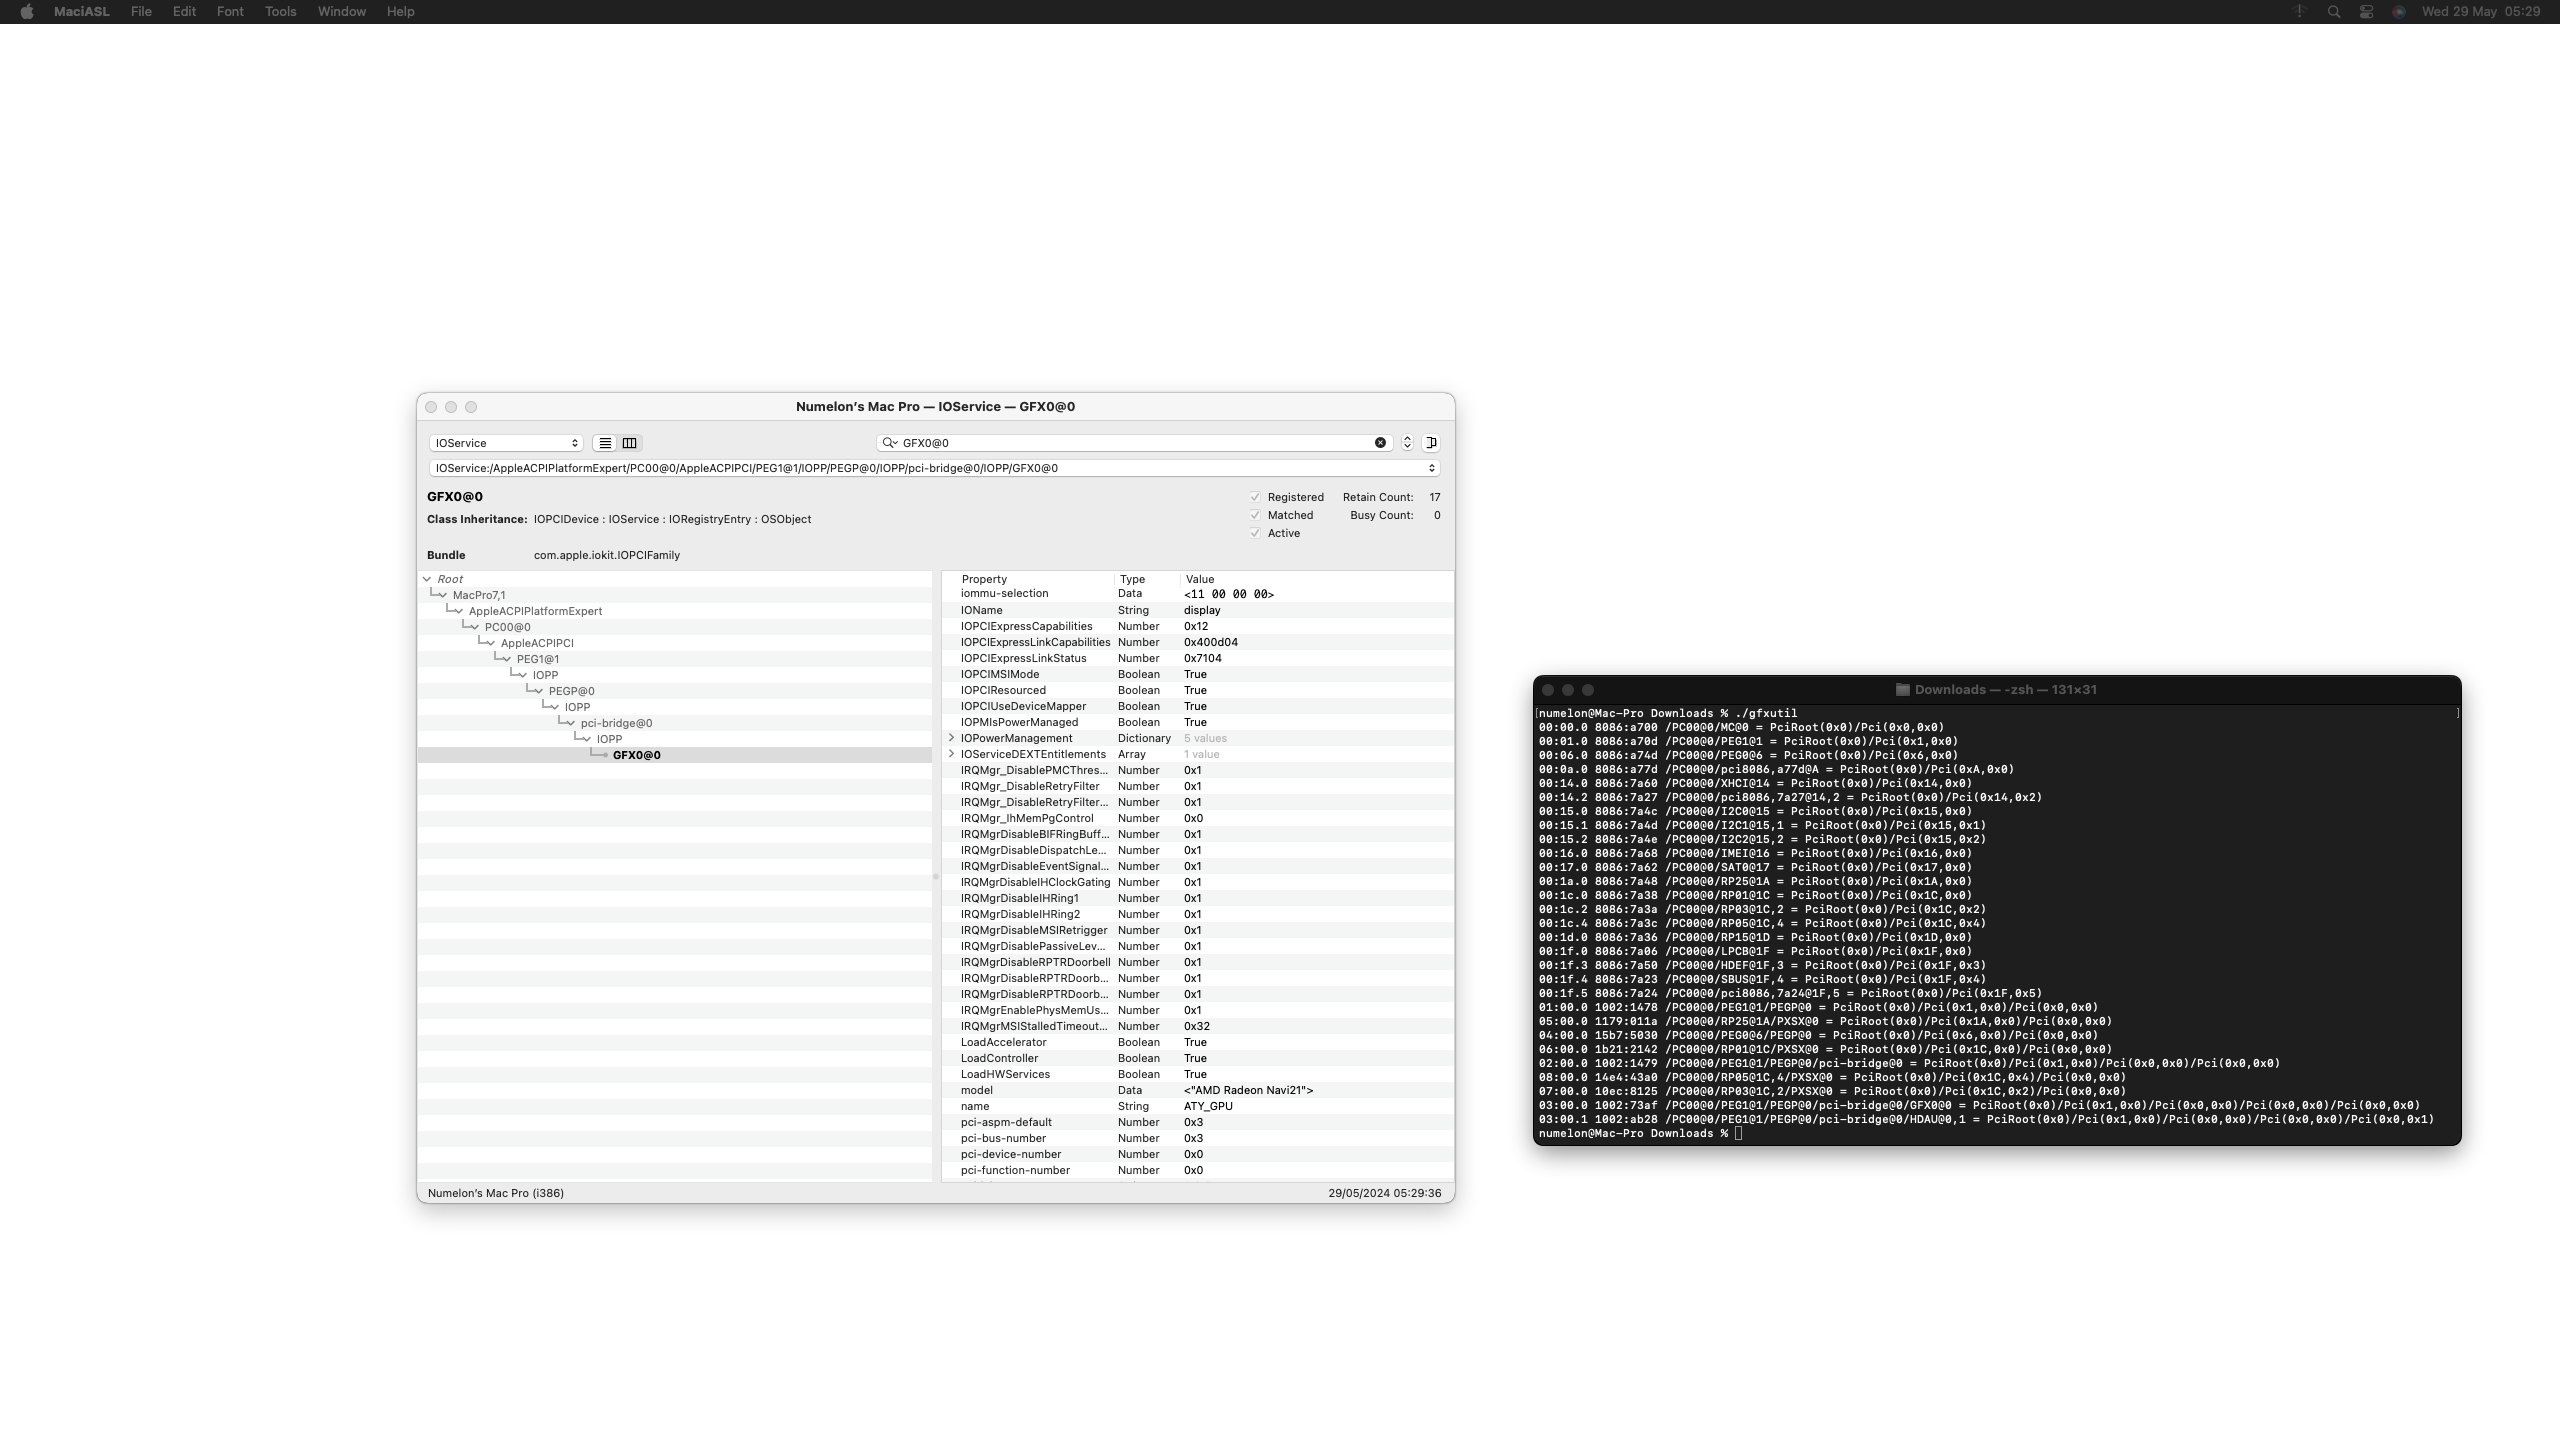 MaciASL File Edit Font Tools Window Help Wed 29 May 05:29
Numelon's Mac Pro — IOService — GFX0@0
IOService GFX0@0
IOService:/AppleACPIPlatformExpert/PC00@0/AppleACPIPCI/PEG1@1/IOPP/PEGP@0/IOPP/pci-bridge@0/IOPP/GFX0@0
GFX0@0 Registered Retain Count: 17
Class Inheritance: IOPCIDevice : IOService : IORegistryEntry : OSObject Matched Busy Count: 0
Active
Bundle com.apple.iokit.IOPCIFamily
Root
MacPro7,1
AppleACPIPlatformExpert
PC00@0
AppleACPIPCI
PEG1@1
IOPP
PEGP@0
IOPP
pci-bridge@0
IOPP
GFX0@0
Property Type Value
iommu-selection Data <11 00 00 00>
IOName String display
IOPCIExpressCapabilities Number 0x12
IOPCIExpressLinkCapabilities Number 0x400d04
IOPCIExpressLinkStatus Number 0x7104
IOPCIMSIMode Boolean True
IOPCIResourced Boolean True
IOPCIUseDeviceMapper Boolean True
IOPMIsPowerManaged Boolean True
IOPowerManagement Dictionary 5 values
IOServiceDEXTEntitlements Array 1 value
IRQMgr_DisablePMCThres... Number 0x1
IRQMgr_DisableRetryFilter Number 0x1
IRQMgr_DisableRetryFilter... Number 0x1
IRQMgr_IhMemPgControl Number 0x0
IRQMgrDisableBIFRingBuff... Number 0x1
IRQMgrDisableDispatchLe... Number 0x1
IRQMgrDisableEventSignal... Number 0x1
IRQMgrDisableIHClockGating Number 0x1
IRQMgrDisableIHRing1 Number 0x1
IRQMgrDisableIHRing2 Number 0x1
IRQMgrDisableMSIRetrigger Number 0x1
IRQMgrDisablePassiveLev... Number 0x1
IRQMgrDisableRPTRDoorbell Number 0x1
IRQMgrDisableRPTRDoorb... Number 0x1
IRQMgrDisableRPTRDoorb... Number 0x1
IRQMgrEnablePhysMemUs... Number 0x1
IRQMgrMSIStalledTimeout... Number 0x32
LoadAccelerator Boolean True
LoadController Boolean True
LoadHWServices Boolean True
model Data <"AMD Radeon Navi21">
name String ATY_GPU
pci-aspm-default Number 0x3
pci-bus-number Number 0x3
pci-device-number Number 0x0
pci-function-number Number 0x0
Numelon's Mac Pro (i386) 29/05/2024 05:29:36
Downloads — -zsh — 131×31
[numelon@Mac-Pro Downloads % ./gfxutil ]
00:00.0 8086:a700 /PC00@0/MC@0 = PciRoot(0x0)/Pci(0x0,0x0)
00:01.0 8086:a70d /PC00@0/PEG1@1 = PciRoot(0x0)/Pci(0x1,0x0)
00:06.0 8086:a74d /PC00@0/PEG0@6 = PciRoot(0x0)/Pci(0x6,0x0)
00:0a.0 8086:a77d /PC00@0/pci8086,a77d@A = PciRoot(0x0)/Pci(0xA,0x0)
00:14.0 8086:7a60 /PC00@0/XHCI@14 = PciRoot(0x0)/Pci(0x14,0x0)
00:14.2 8086:7a27 /PC00@0/pci8086,7a27@14,2 = PciRoot(0x0)/Pci(0x14,0x2)
00:15.0 8086:7a4c /PC00@0/I2C0@15 = PciRoot(0x0)/Pci(0x15,0x0)
00:15.1 8086:7a4d /PC00@0/I2C1@15,1 = PciRoot(0x0)/Pci(0x15,0x1)
00:15.2 8086:7a4e /PC00@0/I2C2@15,2 = PciRoot(0x0)/Pci(0x15,0x2)
00:16.0 8086:7a68 /PC00@0/IMEI@16 = PciRoot(0x0)/Pci(0x16,0x0)
00:17.0 8086:7a62 /PC00@0/SAT0@17 = PciRoot(0x0)/Pci(0x17,0x0)
00:1a.0 8086:7a48 /PC00@0/RP25@1A = PciRoot(0x0)/Pci(0x1A,0x0)
00:1c.0 8086:7a38 /PC00@0/RP01@1C = PciRoot(0x0)/Pci(0x1C,0x0)
00:1c.2 8086:7a3a /PC00@0/RP03@1C,2 = PciRoot(0x0)/Pci(0x1C,0x2)
00:1c.4 8086:7a3c /PC00@0/RP05@1C,4 = PciRoot(0x0)/Pci(0x1C,0x4)
00:1d.0 8086:7a36 /PC00@0/RP15@1D = PciRoot(0x0)/Pci(0x1D,0x0)
00:1f.0 8086:7a06 /PC00@0/LPCB@1F = PciRoot(0x0)/Pci(0x1F,0x0)
00:1f.3 8086:7a50 /PC00@0/HDEF@1F,3 = PciRoot(0x0)/Pci(0x1F,0x3)
00:1f.4 8086:7a23 /PC00@0/SBUS@1F,4 = PciRoot(0x0)/Pci(0x1F,0x4)
00:1f.5 8086:7a24 /PC00@0/pci8086,7a24@1F,5 = PciRoot(0x0)/Pci(0x1F,0x5)
01:00.0 1002:1478 /PC00@0/PEG1@1/PEGP@0 = PciRoot(0x0)/Pci(0x1,0x0)/Pci(0x0,0x0)
05:00.0 1179:011a /PC00@0/RP25@1A/PXSX@0 = PciRoot(0x0)/Pci(0x1A,0x0)/Pci(0x0,0x0)
04:00.0 15b7:5030 /PC00@0/PEG0@6/PEGP@0 = PciRoot(0x0)/Pci(0x6,0x0)/Pci(0x0,0x0)
06:00.0 1b21:2142 /PC00@0/RP01@1C/PXSX@0 = PciRoot(0x0)/Pci(0x1C,0x0)/Pci(0x0,0x0)
02:00.0 1002:1479 /PC00@0/PEG1@1/PEGP@0/pci-bridge@0 = PciRoot(0x0)/Pci(0x1,0x0)/Pci(0x0,0x0)/Pci(0x0,0x0)
08:00.0 14e4:43a0 /PC00@0/RP05@1C,4/PXSX@0 = PciRoot(0x0)/Pci(0x1C,0x4)/Pci(0x0,0x0)
07:00.0 10ec:8125 /PC00@0/RP03@1C,2/PXSX@0 = PciRoot(0x0)/Pci(0x1C,0x2)/Pci(0x0,0x0)
03:00.0 1002:73af /PC00@0/PEG1@1/PEGP@0/pci-bridge@0/GFX0@0 = PciRoot(0x0)/Pci(0x1,0x0)/Pci(0x0,0x0)/Pci(0x0,0x0)/Pci(0x0,0x0)
03:00.1 1002:ab28 /PC00@0/PEG1@1/PEGP@0/pci-bridge@0/HDAU@0,1 = PciRoot(0x0)/Pci(0x1,0x0)/Pci(0x0,0x0)/Pci(0x0,0x0)/Pci(0x0,0x1)
numelon@Mac-Pro Downloads %